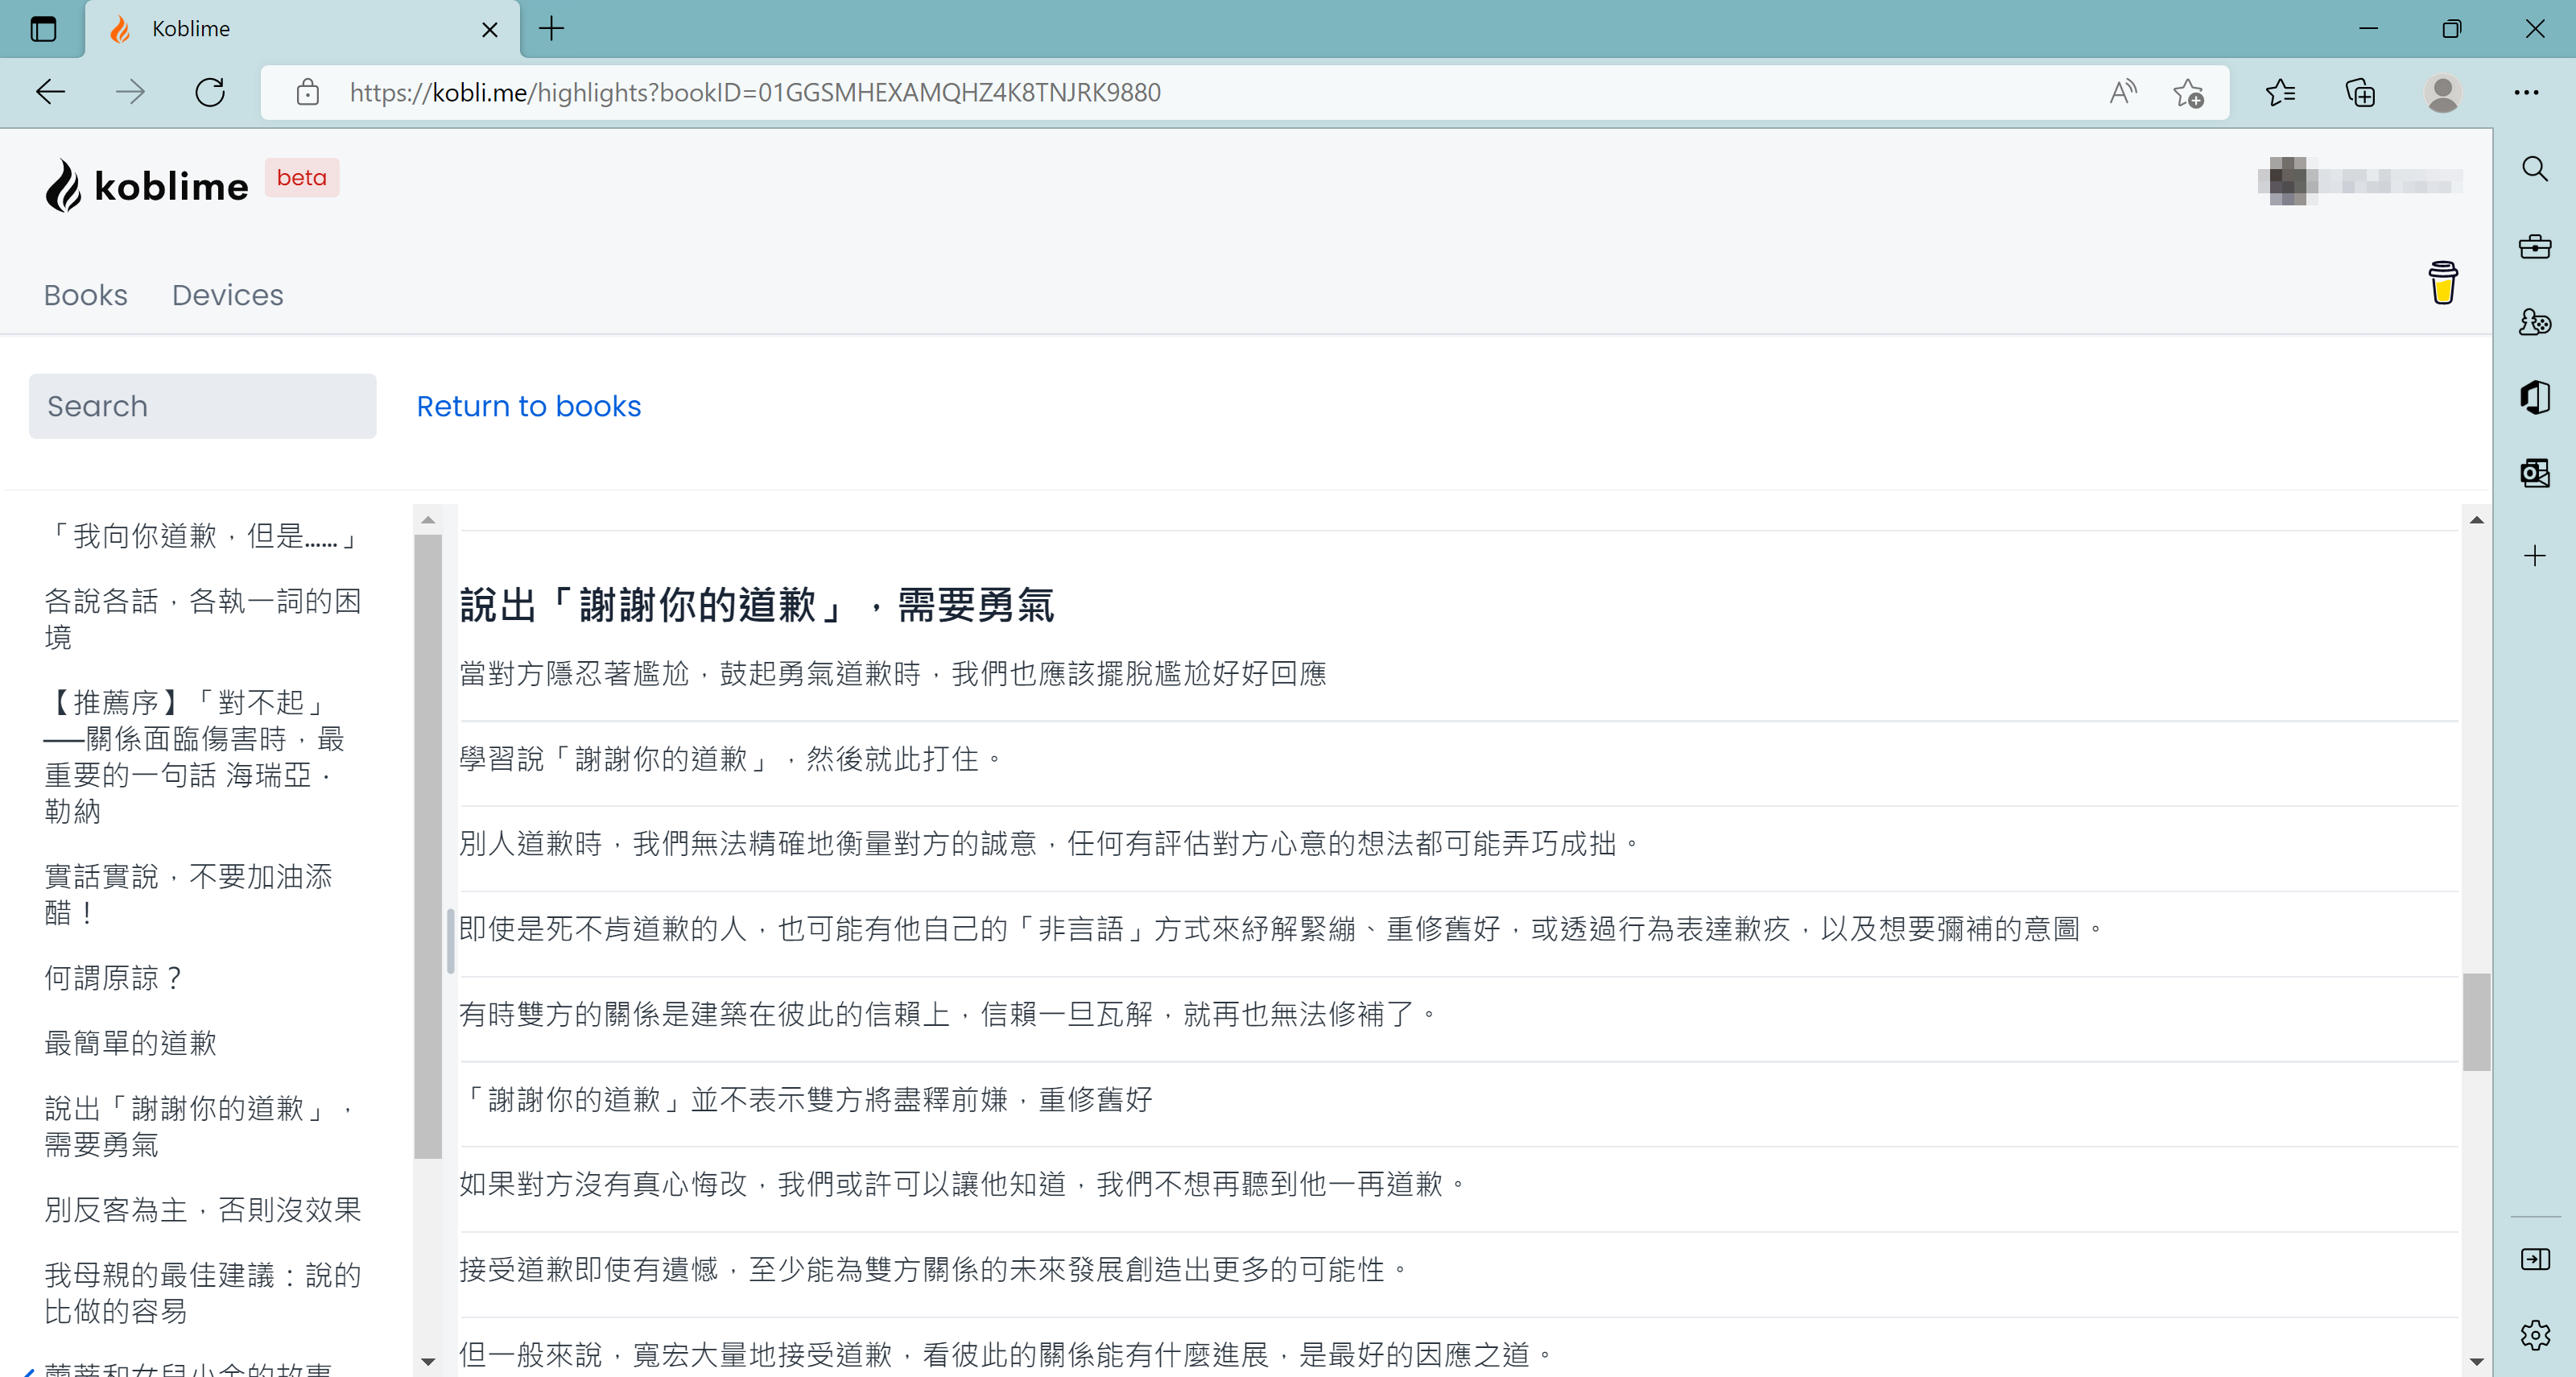 Koblime
https://kobli.me/highlights?bookID=01GGSMHEXAMQHZ4K8TNJRK9880
koblime beta
Books Devices
Search
Return to books
「我向你道歉，但是……」
各說各話，各執一詞的困
境
【推薦序】「對不起」
——關係面臨傷害時，最
重要的一句話 海瑞亞．
勒納
實話實說，不要加油添
醋！
何謂原諒？
最簡單的道歉
說出「謝謝你的道歉」，
需要勇氣
別反客為主，否則沒效果
我母親的最佳建議：說的
比做的容易
說出「謝謝你的道歉」，需要勇氣
當對方隱忍著尷尬，鼓起勇氣道歉時，我們也應該擺脫尷尬好好回應
學習說「謝謝你的道歉」，然後就此打住。
別人道歉時，我們無法精確地衡量對方的誠意，任何有評估對方心意的想法都可能弄巧成拙。
即使是死不肯道歉的人，也可能有他自己的「非言語」方式來紓解緊繃、重修舊好，或透過行為表達歉疚，以及想要彌補的意圖。
有時雙方的關係是建築在彼此的信賴上，信賴一旦瓦解，就再也無法修補了。
「謝謝你的道歉」並不表示雙方將盡釋前嫌，重修舊好
如果對方沒有真心悔改，我們或許可以讓他知道，我們不想再聽到他一再道歉。
接受道歉即使有遺憾，至少能為雙方關係的未來發展創造出更多的可能性。
但一般來說，寬宏大量地接受道歉，看彼此的關係能有什麼進展，是最好的因應之道。